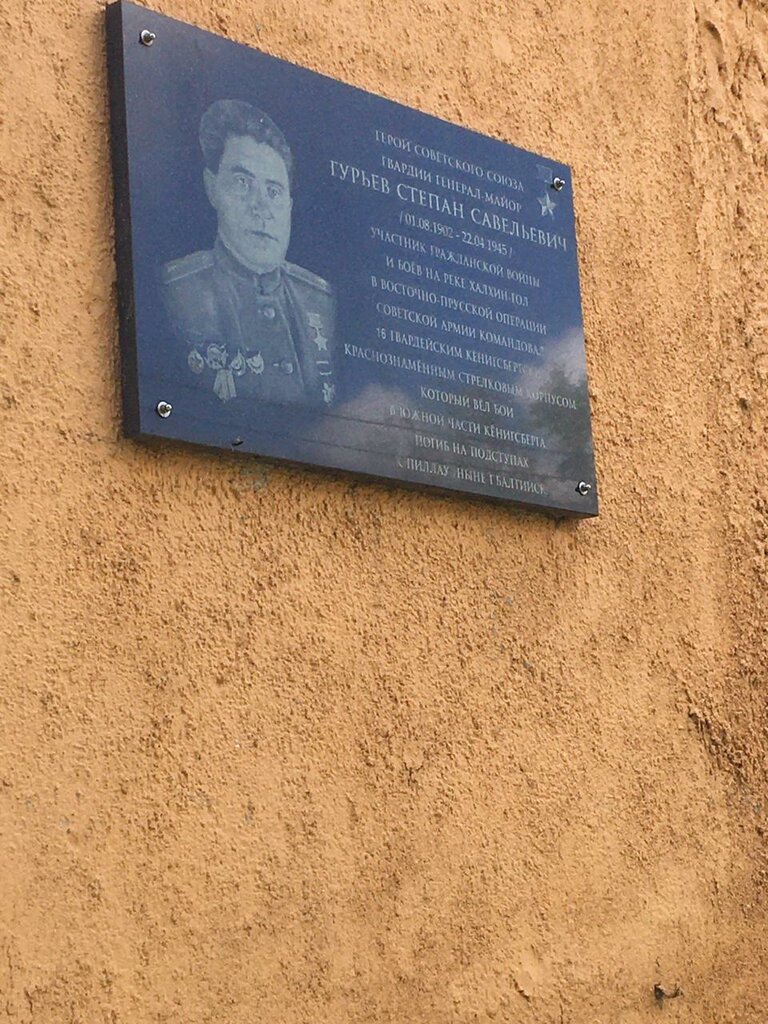 ГЕРОЙ СОВЕТСКОГО СОЮЗА
ГВАРДИИ ГЕНЕРАЛ-МАЙОР
ГУРЬЕВ СТЕПАН САВЕЛЬЕВИЧ
/01.08.1902 - 22.04.1945/
УЧАСТНИК ГРАЖДАНСКОЙ ВОЙНЫ
И БОЁВ НА РЕКЕ ХАЛХИН-ГОЛ
В ВОСТОЧНО-ПРУССКОЙ ОПЕРАЦИИ
СОВЕТСКОЙ АРМИИ КОМАНДОВАЛ
16 ГВАРДЕЙСКИМ
КРАСНОЗНАМЁННЫМ СТРЕЛКОВЫМ КОРПУСОМ
КОТОРЫЙ ВЁЛ БОИ
В ЮЖНОЙ ЧАСТИ КЁНИГСБЕРГА
ПОГИБ НА ПОДСТУПАХ
К ПИЛЛАУ /НЫНЕ Г.БАЛТИЙСК/